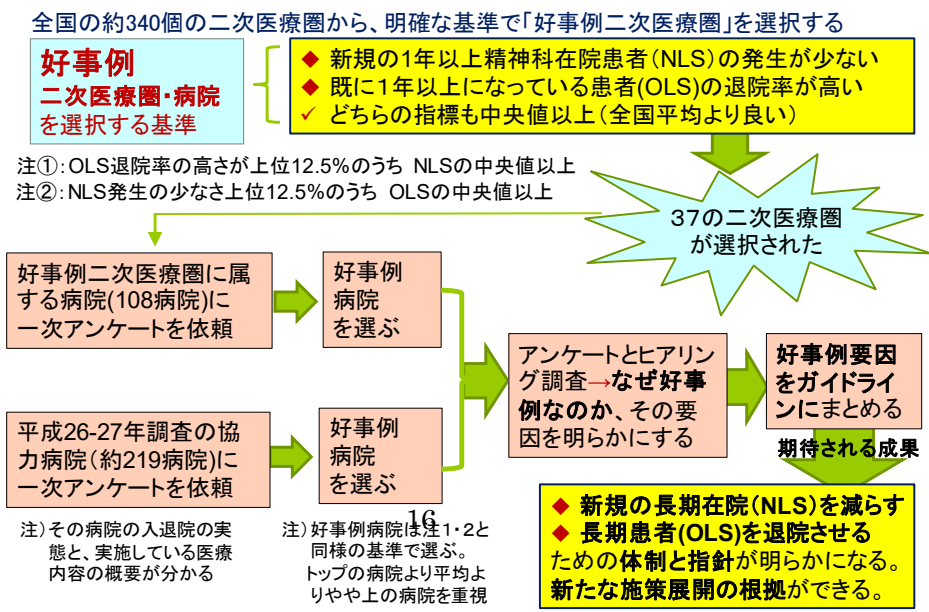 全国の約340個の二次医療圏から、明確な基準で「好事例二次医療圏」を選択する
好事例
二次医療圏・病院
を選択する基準
◆ 新規の1年以上精神科在院患者(NLS)の発生が少ない
◆ 既に1年以上になっている患者(OLS)の退院率が高い
✓ どちらの指標も中央値以上(全国平均より良い)
注①:OLS退院率の高さが上位12.5%のうち NLSの中央値以上
注②:NLS発生の少なさ上位12.5%のうち OLSの中央値以上
37の二次医療圏
が選択された
好事例二次医療圏に属
する病院(108病院)に
一次アンケートを依頼
好事例
病院
を選ぶ
平成26-27年調査の協
力病院(約219病院)に
一次アンケートを依頼
好事例
病院
を選ぶ
アンケートとヒアリン
グ調査→なぜ好事
例なのか、その要
因を明らかにする
好事例要因
をガイドライ
ンにまとめる
期待される成果
注)その病院の入退院の実
態と、実施している医療
内容の概要が分かる
注)好事例病院は注1・2と
同様の基準で選ぶ。
トップの病院より平均よ
りやや上の病院を重視
16
◆ 新規の長期在院(NLS)を減らす
◆ 長期患者(OLS)を退院させる
ための体制と指針が明らかになる。
新たな施策展開の根拠ができる。